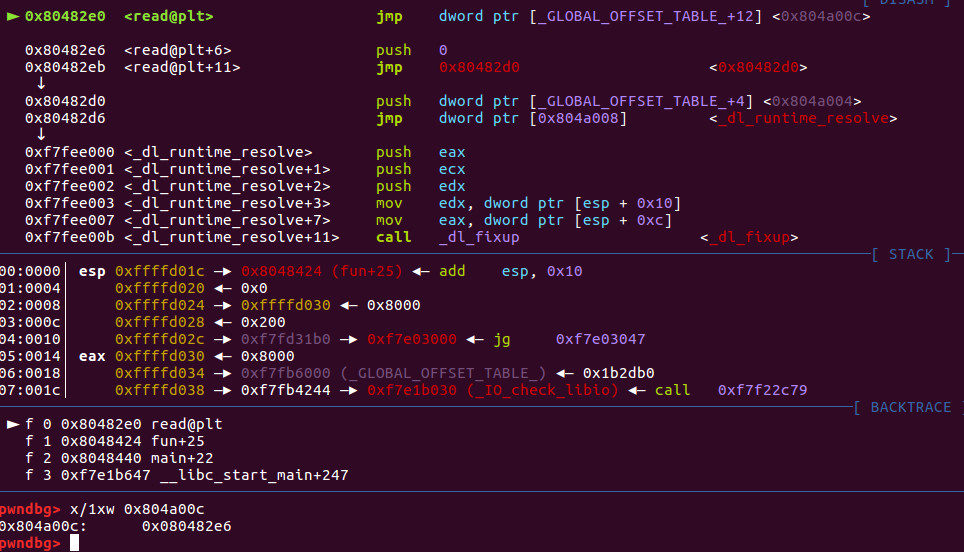 [ DISASM ]
► 0x80482e0 <read@plt> jmp dword ptr [_GLOBAL_OFFSET_TABLE_+12] <0x804a00c>
0x80482e6 <read@plt+6> push 0
0x80482eb <read@plt+11> jmp 0x80482d0 <0x80482d0>
↓
0x80482d0 push dword ptr [_GLOBAL_OFFSET_TABLE_+4] <0x804a004>
0x80482d6 jmp dword ptr [0x804a008] <_dl_runtime_resolve>
↓
0xf7fee000 <_dl_runtime_resolve> push eax
0xf7fee001 <_dl_runtime_resolve+1> push ecx
0xf7fee002 <_dl_runtime_resolve+2> push edx
0xf7fee003 <_dl_runtime_resolve+3> mov edx, dword ptr [esp + 0x10]
0xf7fee007 <_dl_runtime_resolve+7> mov eax, dword ptr [esp + 0xc]
0xf7fee00b <_dl_runtime_resolve+11> call _dl_fixup <_dl_fixup>
[ STACK ]
00:0000│ esp 0xffffd01c —▸ 0x8048424 (fun+25) ◂— add esp, 0x10
01:0004│ 0xffffd020 ◂— 0x0
02:0008│ 0xffffd024 —▸ 0xffffd030 ◂— 0x8000
03:000c│ 0xffffd028 ◂— 0x200
04:0010│ 0xffffd02c —▸ 0xf7fd31b0 —▸ 0xf7e03000 ◂— jg 0xf7e03047
05:0014│ eax 0xffffd030 ◂— 0x8000
06:0018│ 0xffffd034 —▸ 0xf7fb6000 (_GLOBAL_OFFSET_TABLE_) ◂— 0x1b2db0
07:001c│ 0xffffd038 —▸ 0xf7fb4244 —▸ 0xf7e1b030 (_IO_check_libio) ◂— call 0xf7f22c79
[ BACKTRACE
► f 0 80482e0 read@plt
f 1 8048424 fun+25
f 2 8048440 main+22
f 3 f7e1b647 __libc_start_main+247
pwndbg> x/1xw 0x804a00c
0x804a00c: 0x080482e6
pwndbg>